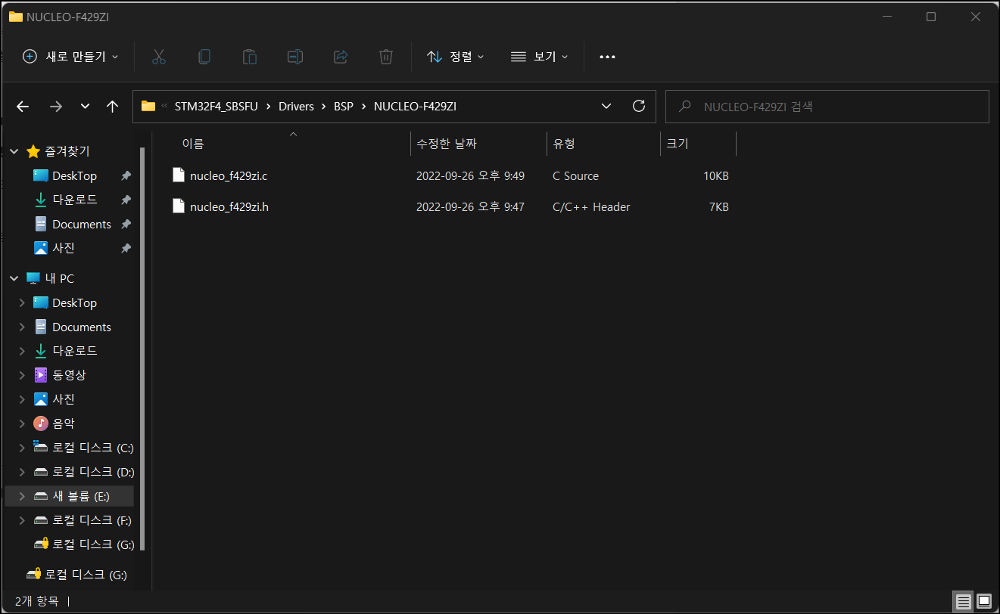 NUCLEO-F429ZI
새로 만들기 정렬 보기
« STM32F4_SBSFU > Drivers > BSP > NUCLEO-F429ZI NUCLEO-F429ZI 검색
이름 수정한 날짜 유형 크기
nucleo_f429zi.c 2022-09-26 오후 9:49 C Source 10KB
nucleo_f429zi.h 2022-09-26 오후 9:47 C/C++ Header 7KB
즐겨찾기
DeskTop
다운로드
Documents
사진
내 PC
DeskTop
Documents
다운로드
동영상
사진
음악
로컬 디스크 (C:)
로컬 디스크 (D:)
새 볼륨 (E:)
로컬 디스크 (F:)
로컬 디스크 (G:)
로컬 디스크 (G:)
2개 항목